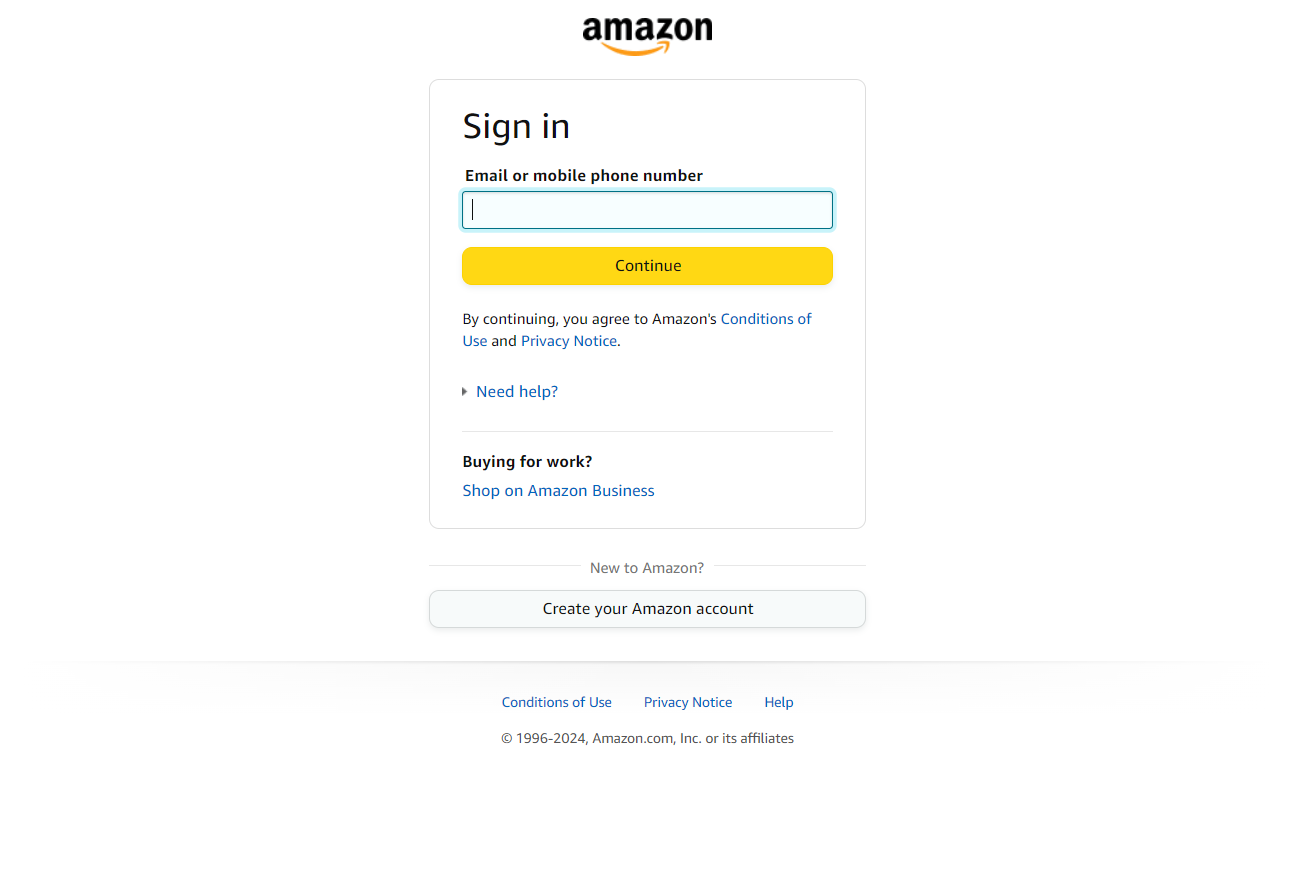 amazon
Sign in
Email or mobile phone number
Continue
By continuing, you agree to Amazon's Conditions of
Use and Privacy Notice.
Need help?
Buying for work?
Shop on Amazon Business
New to Amazon?
Create your Amazon account
Conditions of Use Privacy Notice Help
© 1996-2024, Amazon.com, Inc. or its affiliates